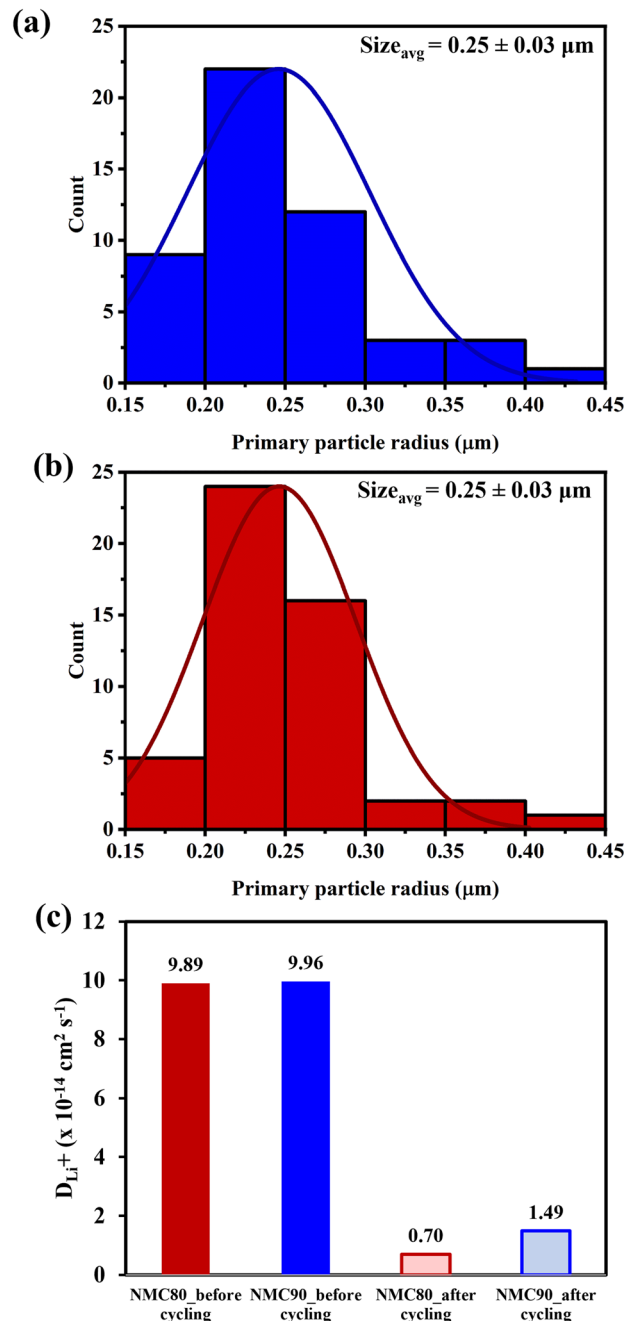 (a)
Size_avg = 0.25 ± 0.03 µm
25
20
15
10
5
0
Count
0.15 0.20 0.25 0.30 0.35 0.40 0.45
Primary particle radius (µm)
(b)
Size_avg = 0.25 ± 0.03 µm
25
20
15
10
5
0
Count
0.15 0.20 0.25 0.30 0.35 0.40 0.45
Primary particle radius (µm)
(c)
12
10
8
6
4
2
0
D_Li+ (x 10⁻¹⁴ cm² s⁻¹)
9.89
9.96
0.70
1.49
NMC80_before NMC90_before NMC80_after NMC90_after
cycling cycling cycling cycling